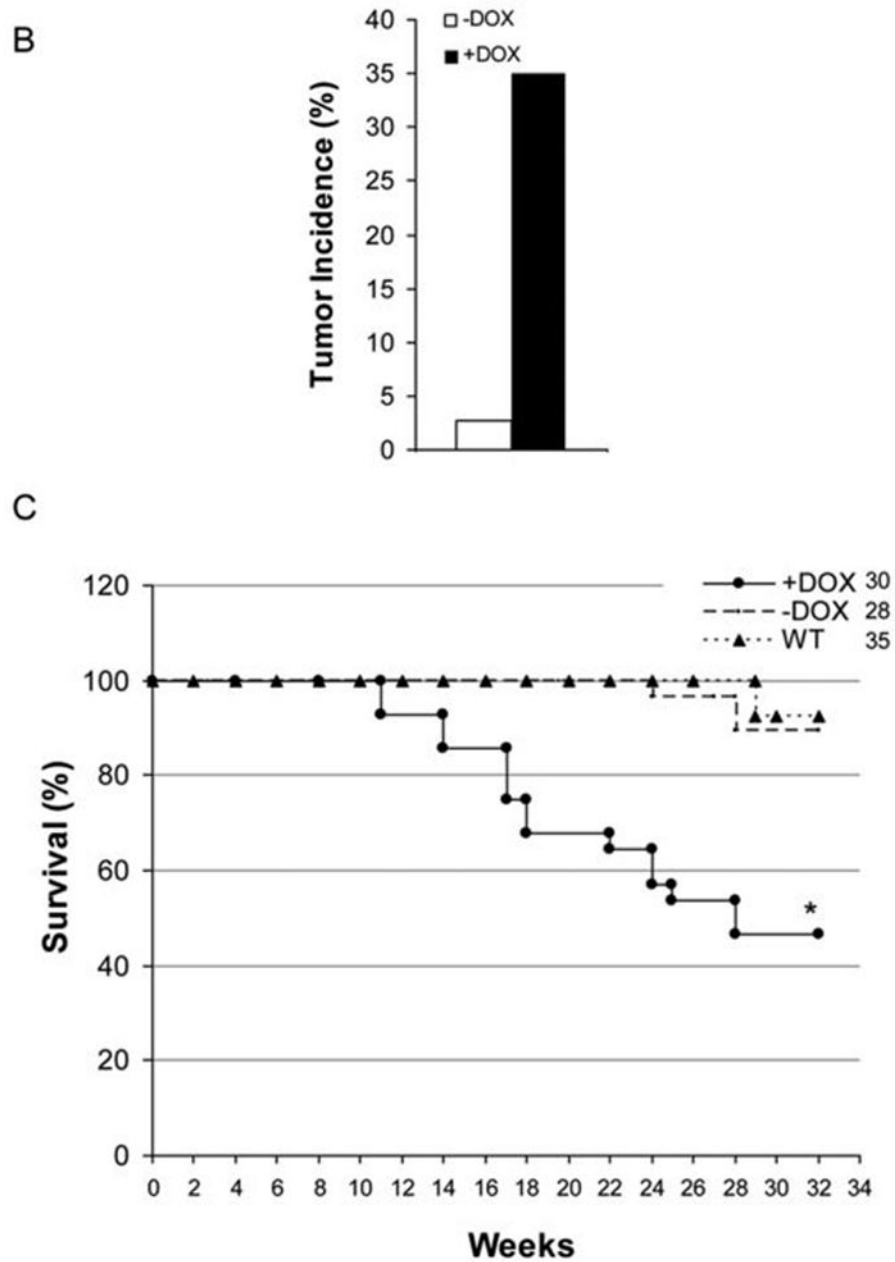 B
40
-DOX
+DOX
35
30
25
20
15
10
5
0
Tumor Incidence (%)
C
120
100
80
60
40
20
0
Survival (%)
+DOX 30
-DOX 28
WT 35
*
0 2 4 6 8 10 12 14 16 18 20 22 24 26 28 30 32 34
Weeks